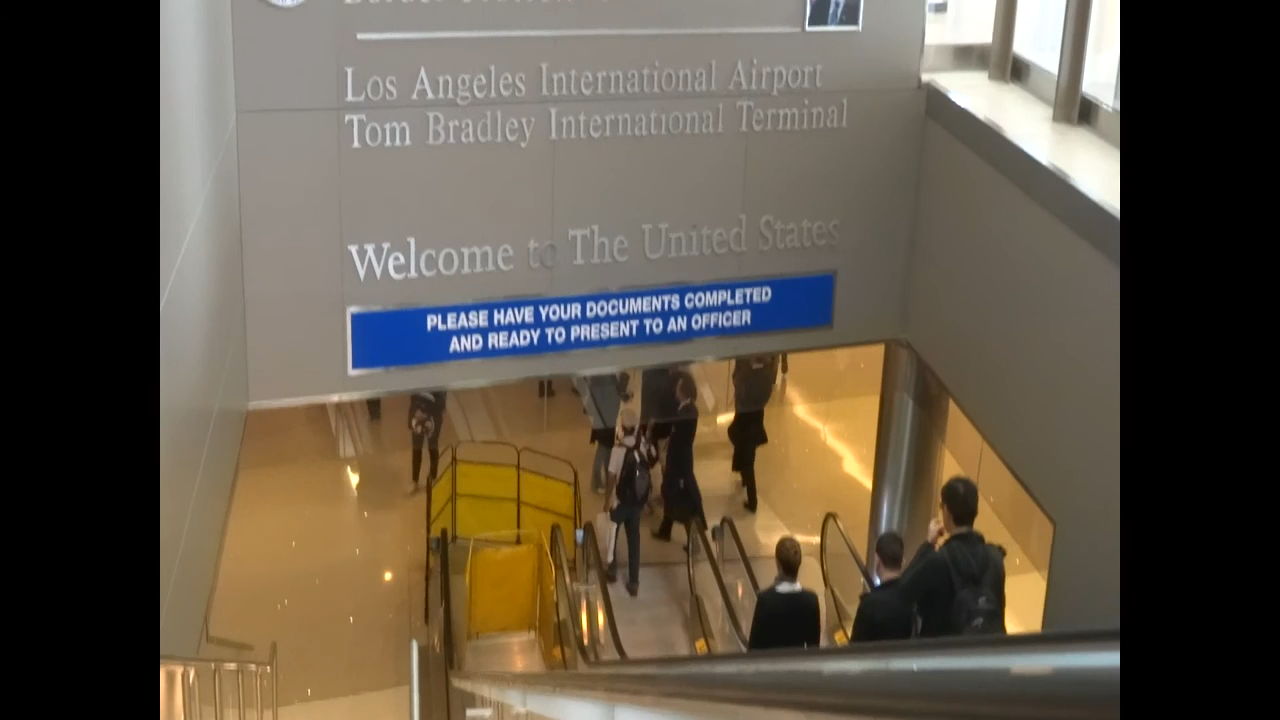 Los Angeles International Airport
Tom Bradley International Terminal
Welcome to The United States
PLEASE HAVE YOUR DOCUMENTS COMPLETED
AND READY TO PRESENT TO AN OFFICER